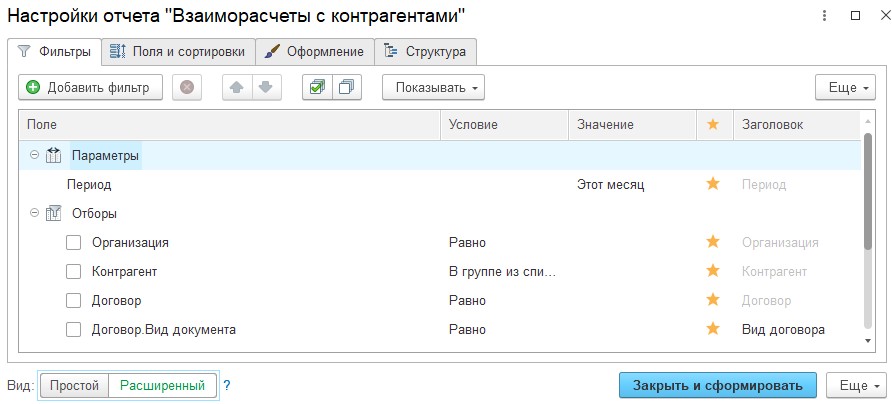 Настройки отчета "Взаиморасчеты с контрагентами"
Фильтры Поля и сортировки Оформление Структура
Добавить фильтр Показывать Еще
Поле Условие Значение Заголовок
Параметры
Период Этот месяц Период
Отборы
Организация Равно Организация
Контрагент В группе из спи... Контрагент
Договор Равно Договор
Договор.Вид документа Равно Вид договора
Вид: Простой Расширенный ? Закрыть и сформировать Еще